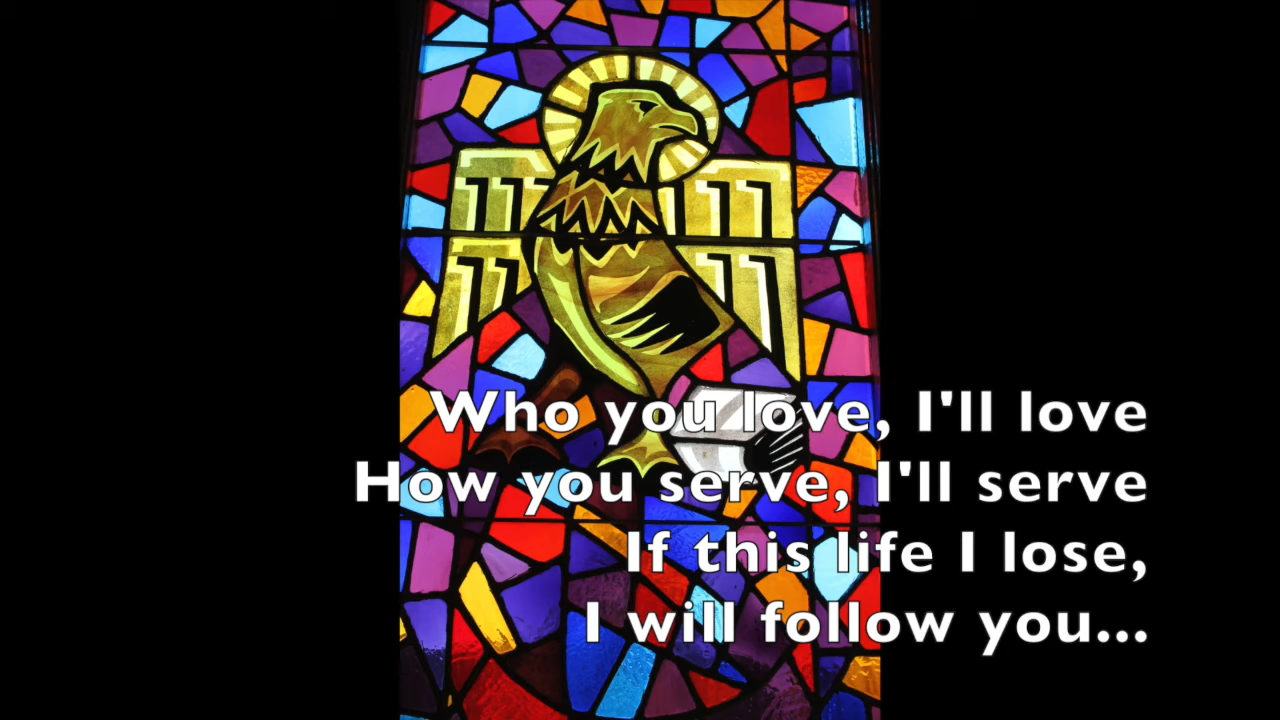 Who you love, I'll love
How you serve, I'll serve
If this life I lose,
I will follow you...